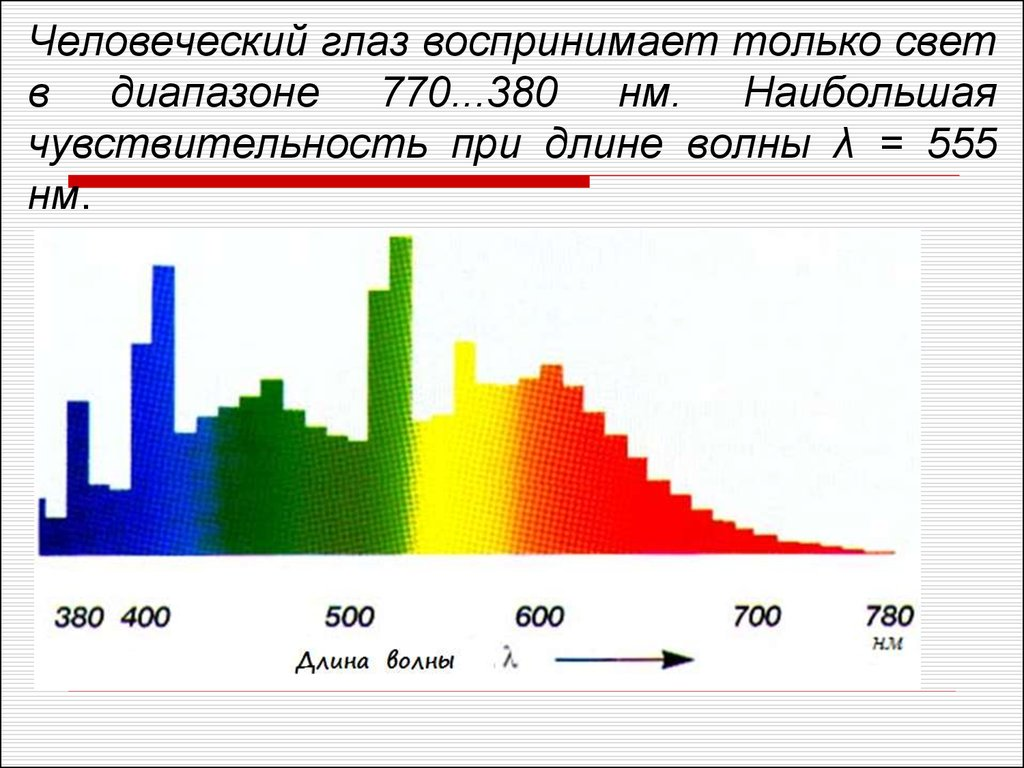 Человеческий глаз воспринимает только свет
в диапазоне 770...380 нм. Наибольшая
чувствительность при длине волны λ = 555
нм.
380 400 500 600 700 780
нм
Длина волны λ